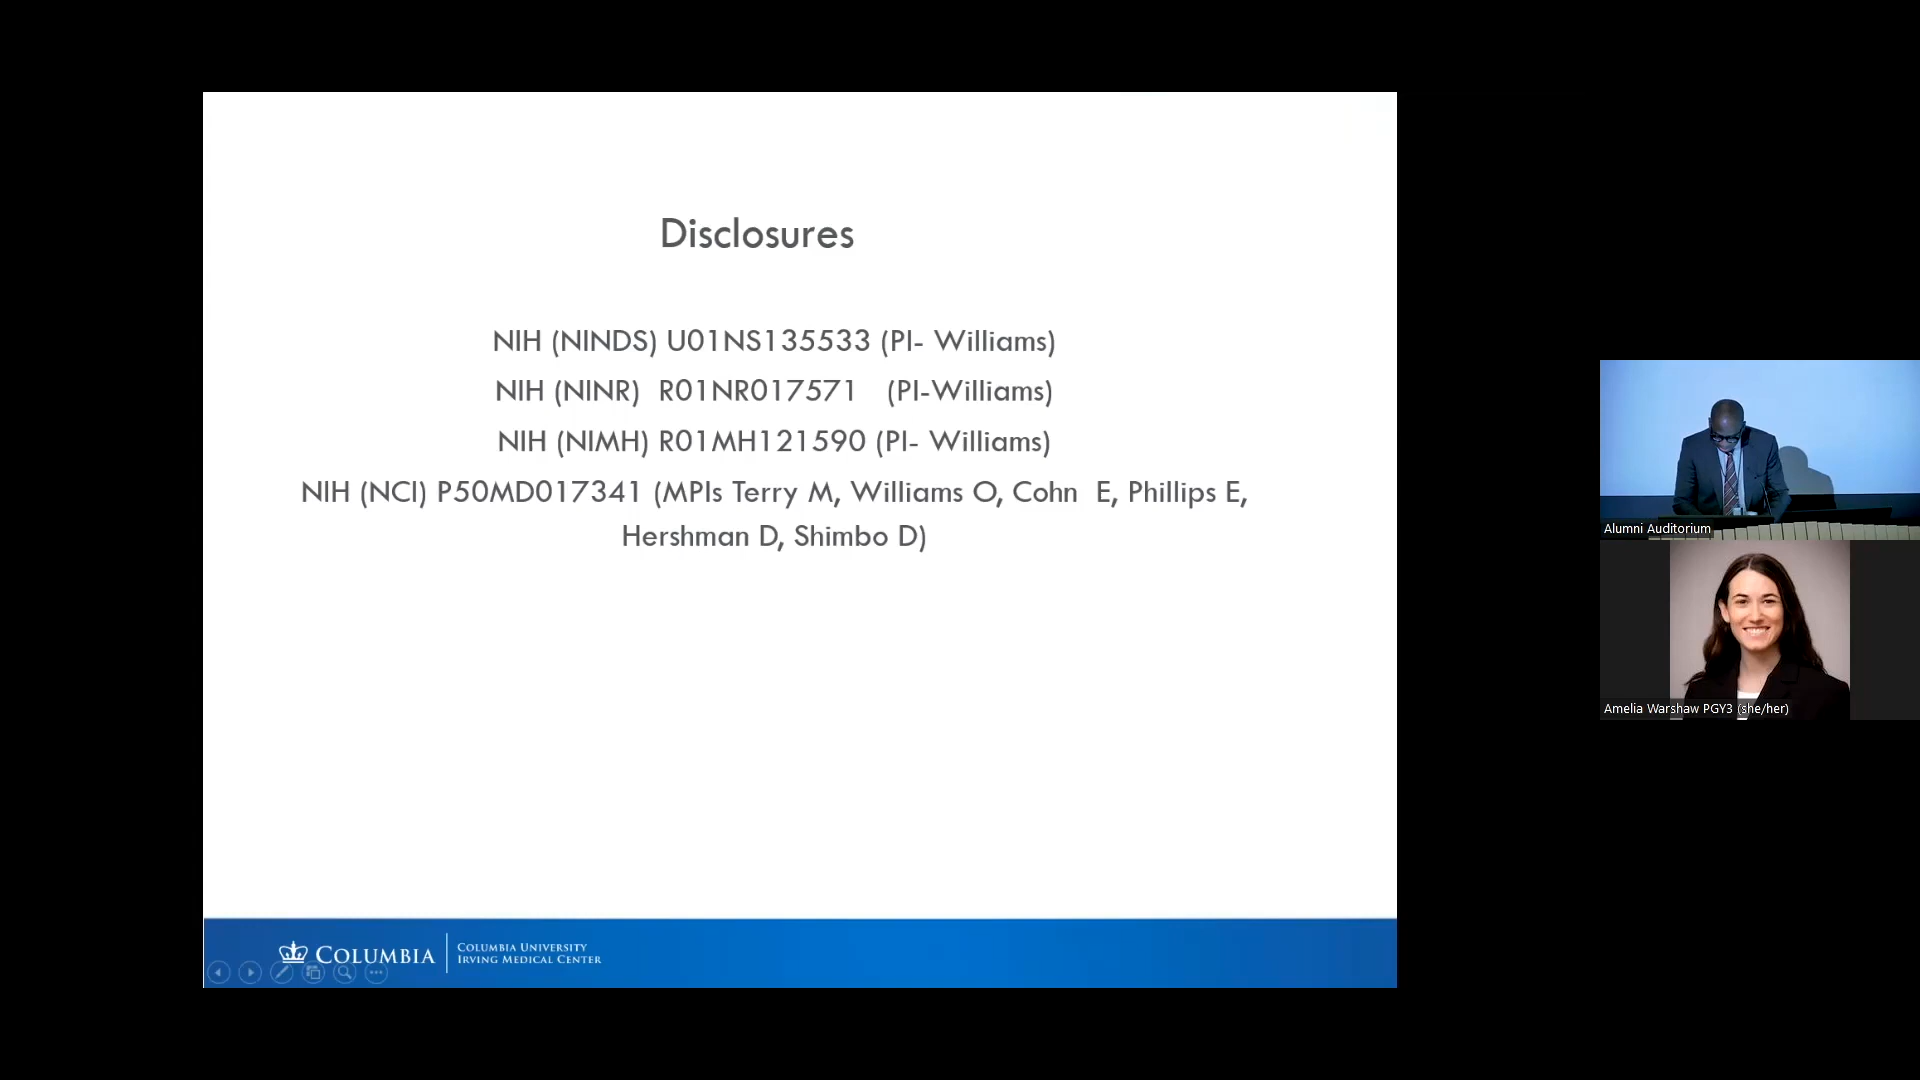 Disclosures
NIH (NINDS) U01NS135533 (PI- Williams)
NIH (NINR)  R01NR017571   (PI-Williams)
NIH (NIMH) R01MH121590 (PI- Williams)
NIH (NCI) P50MD017341 (MPIs Terry M, Williams O, Cohn  E, Phillips E,
Hershman D, Shimbo D)
COLUMBIA
COLUMBIA UNIVERSITY
IRVING MEDICAL CENTER
Alumni Auditorium
Amelia Warshaw PGY3 (she/her)